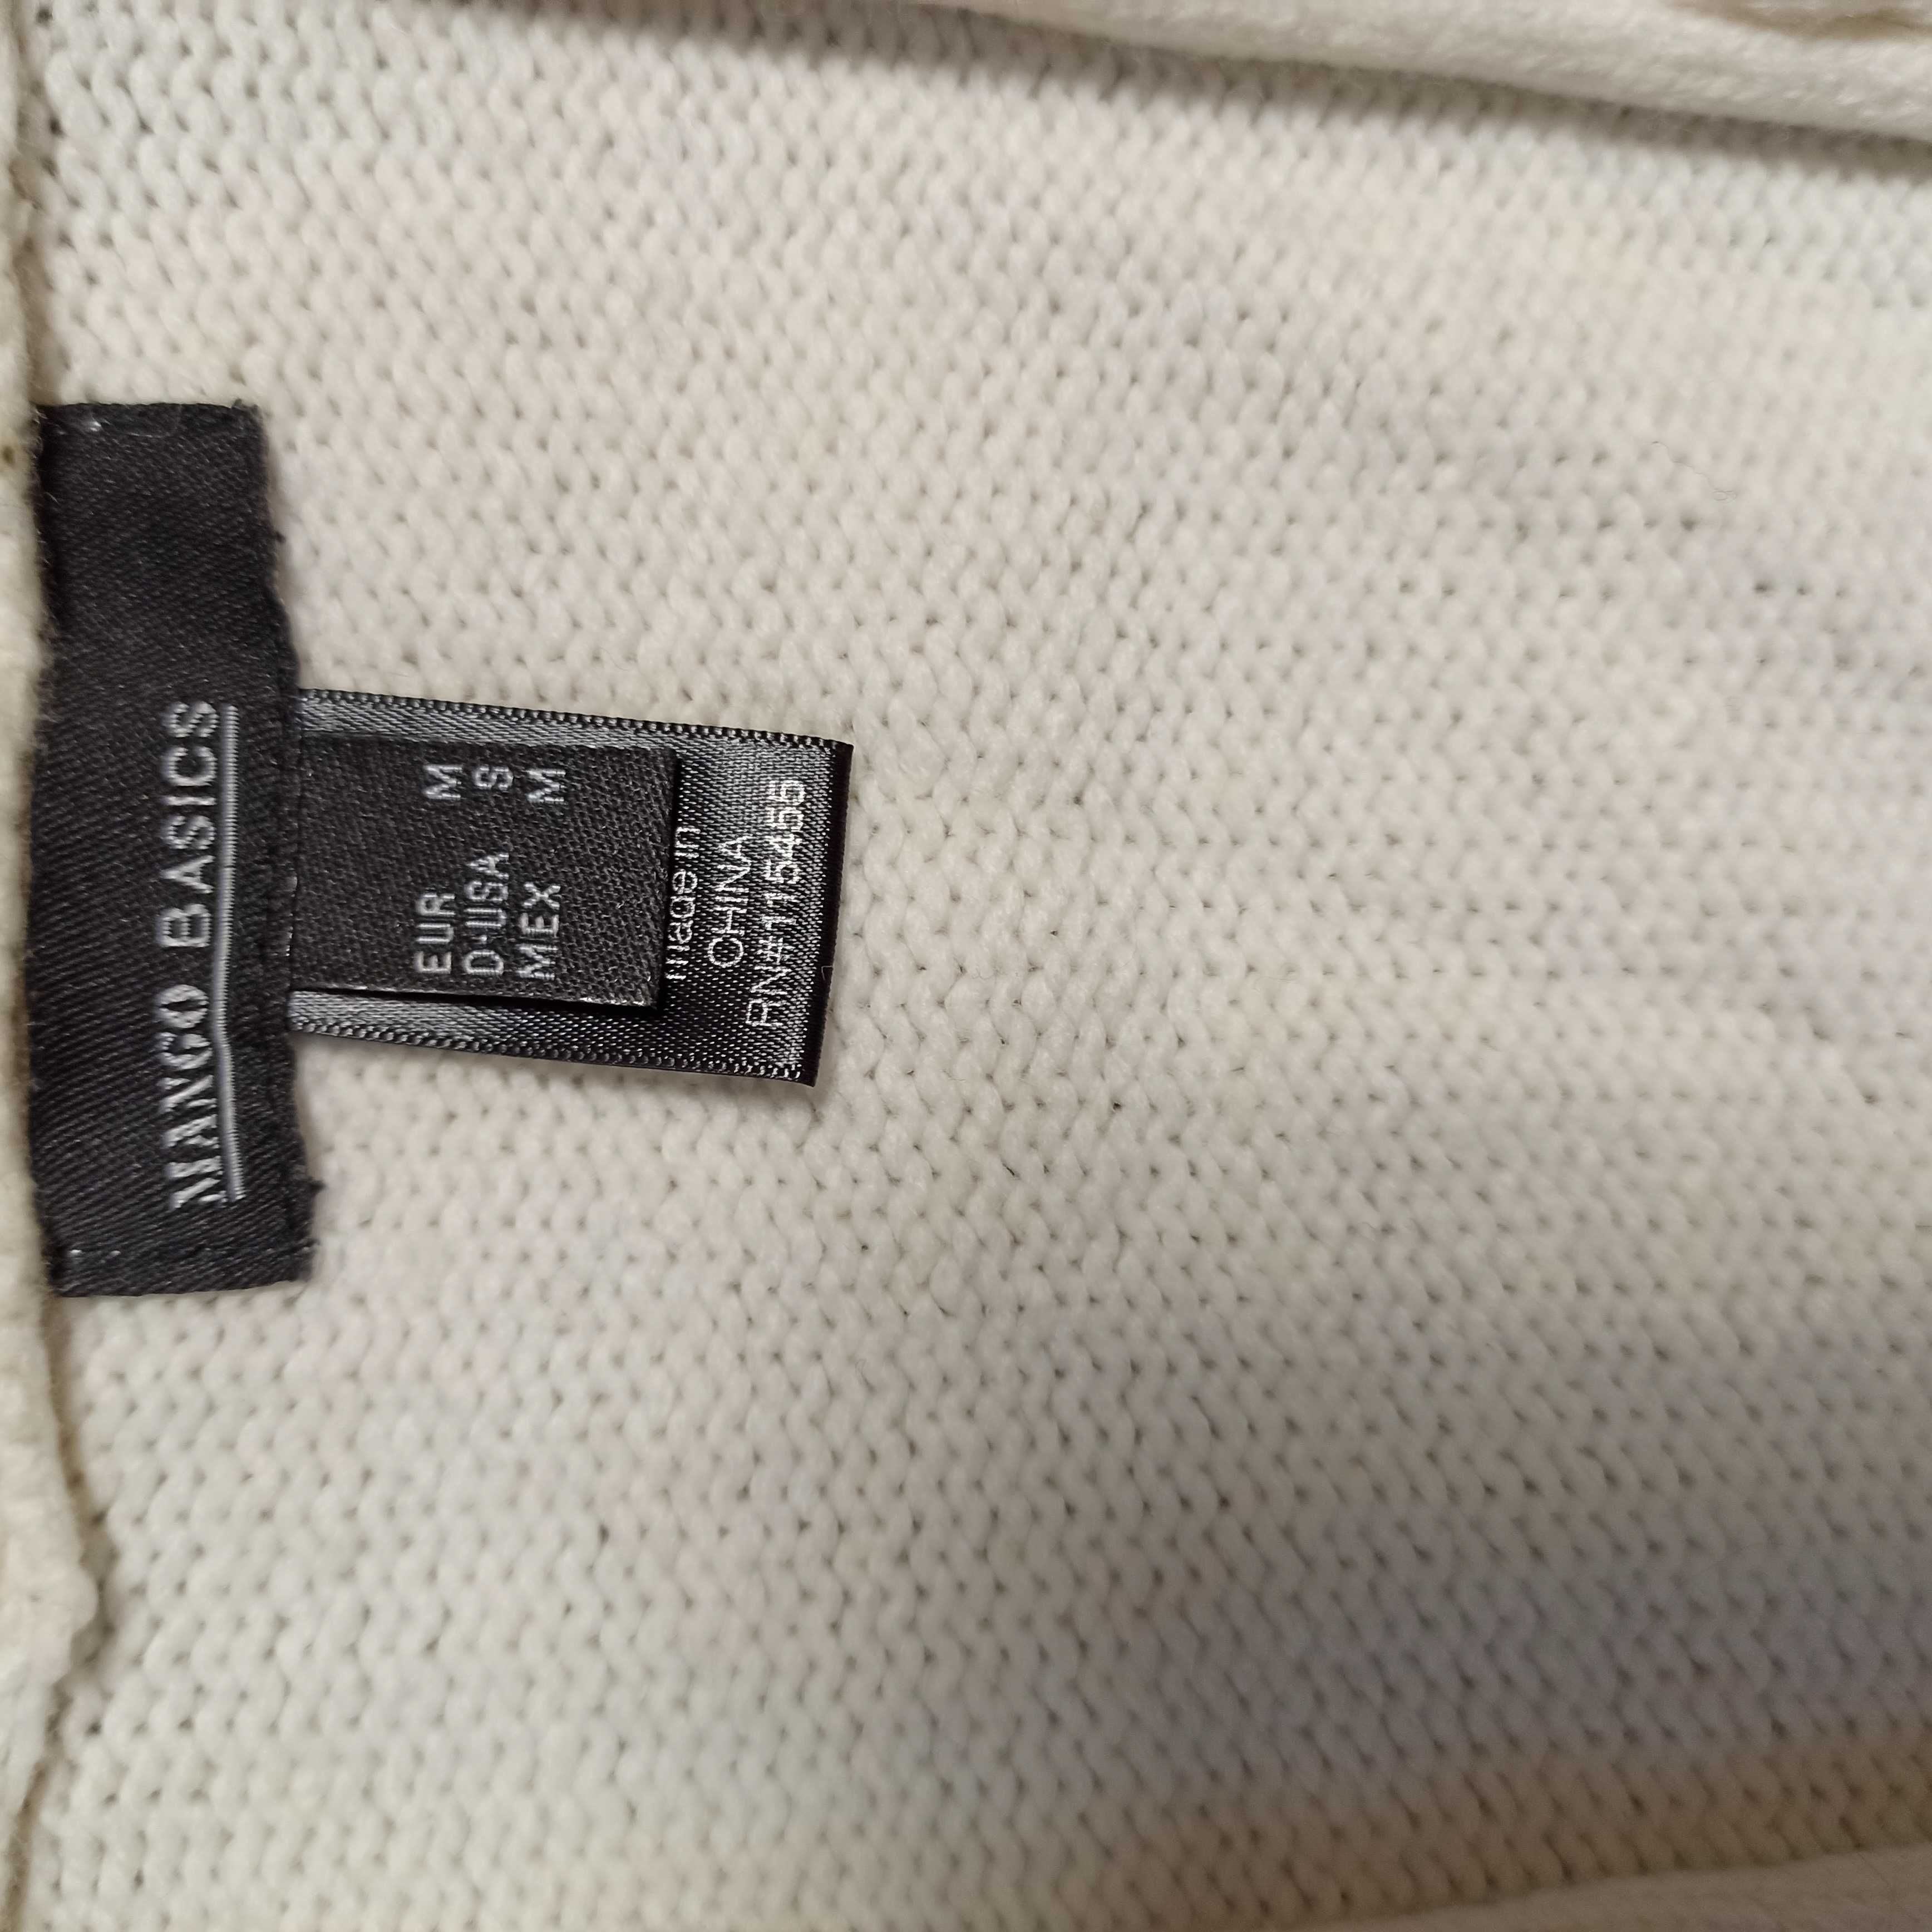 MANGO BASICS
EUR M
D·USA S
MEX M
made in
CHINA
RN#115455